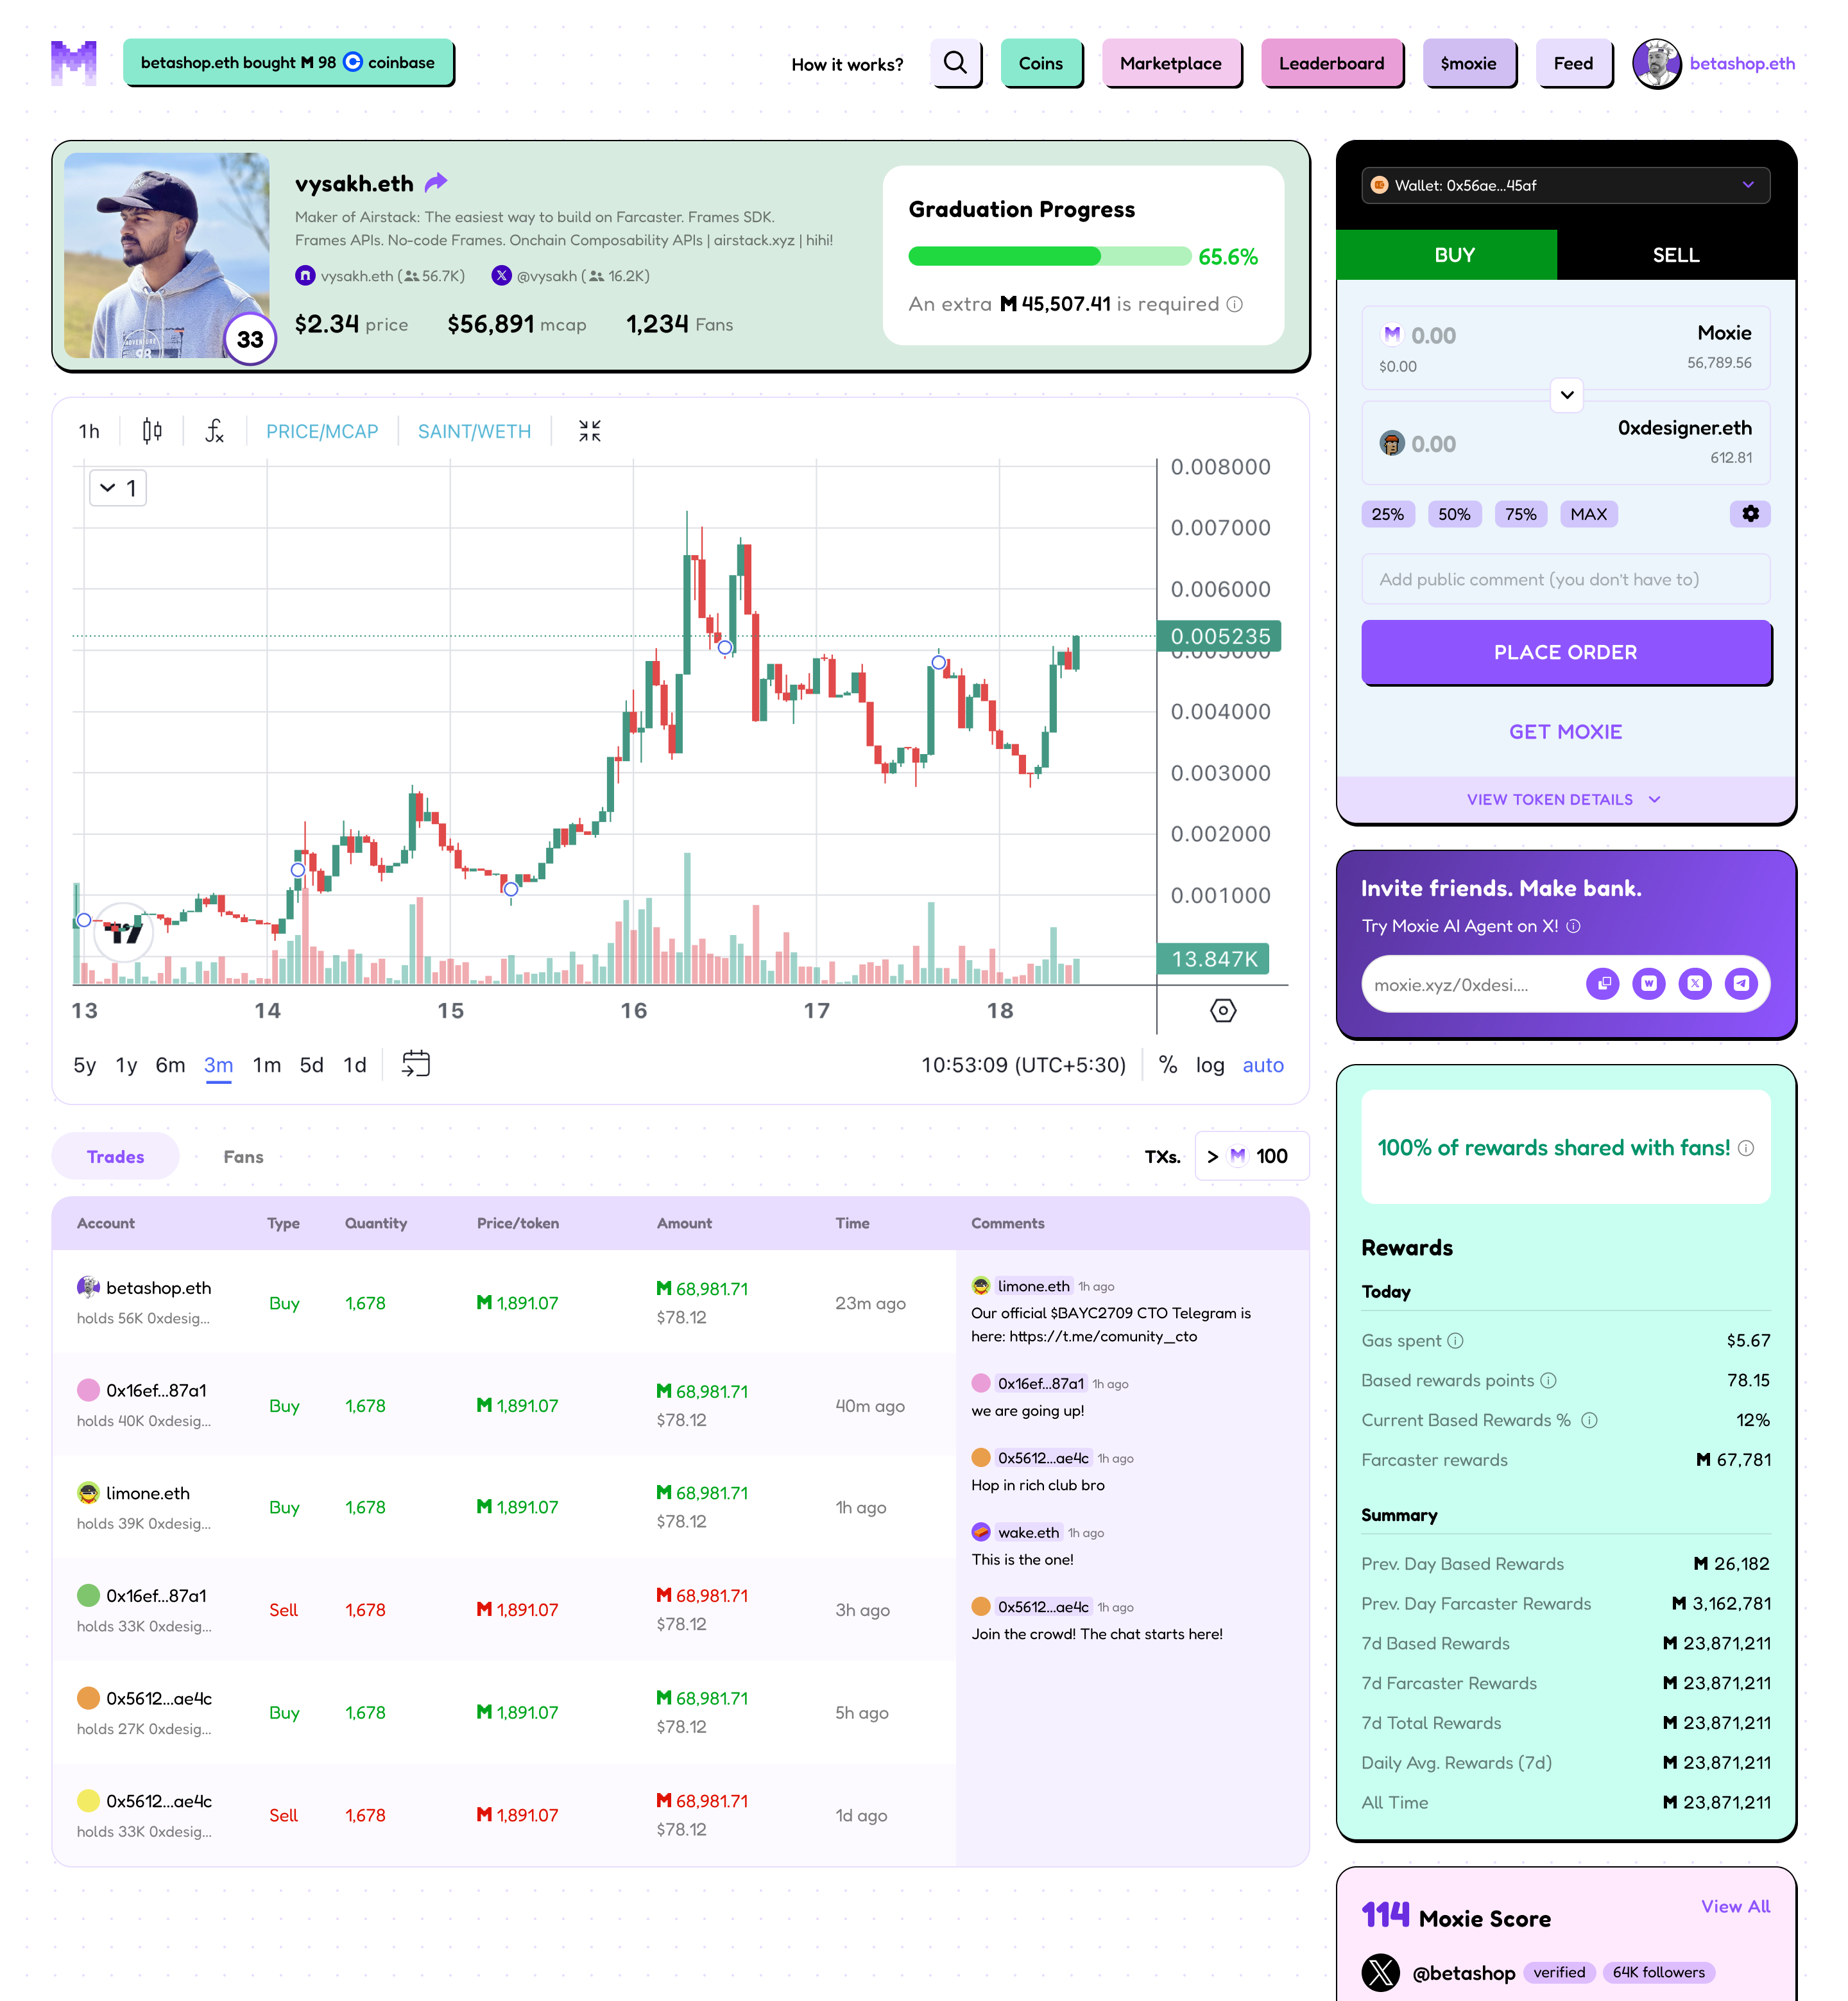 betashop.eth bought M 98 coinbase
How it works?
Coins
Marketplace
Leaderboard
$moxie
Feed
betashop.eth
vysakh.eth
Maker of Airstack: The easiest way to build on Farcaster. Frames SDK.
Frames APIs. No-code Frames. Onchain Composability APIs | airstack.xyz | hihi!
vysakh.eth (56.7K)
@vysakh (16.2K)
33
$2.34 price
$56,891 mcap
1,234 Fans
Graduation Progress
65.6%
An extra M 45,507.41 is required
1h
PRICE/MCAP
SAINT/WETH
1
0.008000
0.007000
0.006000
0.005235
0.005000
0.004000
0.003000
0.002000
0.001000
13.847K
13
14
15
16
17
18
5y
1y
6m
3m
1m
5d
1d
10:53:09 (UTC+5:30)
%
log
auto
Trades
Fans
TXs.
> M 100
Account
Type
Quantity
Price/token
Amount
Time
Comments
betashop.eth
holds 56K 0xdesig...
Buy
1,678
M 1,891.07
M 68,981.71
$78.12
23m ago
0x16ef...87a1
holds 40K 0xdesig...
Buy
1,678
M 1,891.07
M 68,981.71
$78.12
40m ago
limone.eth
holds 39K 0xdesig...
Buy
1,678
M 1,891.07
M 68,981.71
$78.12
1h ago
0x16ef...87a1
holds 33K 0xdesig...
Sell
1,678
M 1,891.07
M 68,981.71
$78.12
3h ago
0x5612...ae4c
holds 27K 0xdesig...
Buy
1,678
M 1,891.07
M 68,981.71
$78.12
5h ago
0x5612...ae4c
holds 33K 0xdesig...
Sell
1,678
M 1,891.07
M 68,981.71
$78.12
1d ago
limone.eth 1h ago
Our official $BAYC2709 CTO Telegram is
here: https://t.me/comunity_cto
0x16ef...87a1 1h ago
we are going up!
0x5612...ae4c 1h ago
Hop in rich club bro
wake.eth 1h ago
This is the one!
0x5612...ae4c 1h ago
Join the crowd! The chat starts here!
Wallet: 0x56ae...45af
BUY
SELL
0.00
Moxie
$0.00
56,789.56
0.00
0xdesigner.eth
612.81
25%
50%
75%
MAX
Add public comment (you don't have to)
PLACE ORDER
GET MOXIE
VIEW TOKEN DETAILS
Invite friends. Make bank.
Try Moxie AI Agent on X!
moxie.xyz/0xdesi....
100% of rewards shared with fans!
Rewards
Today
Gas spent
$5.67
Based rewards points
78.15
Current Based Rewards %
12%
Farcaster rewards
M 67,781
Summary
Prev. Day Based Rewards
M 26,182
Prev. Day Farcaster Rewards
M 3,162,781
7d Based Rewards
M 23,871,211
7d Farcaster Rewards
M 23,871,211
7d Total Rewards
M 23,871,211
Daily Avg. Rewards (7d)
M 23,871,211
All Time
M 23,871,211
114 Moxie Score
View All
@betashop
verified
64K followers